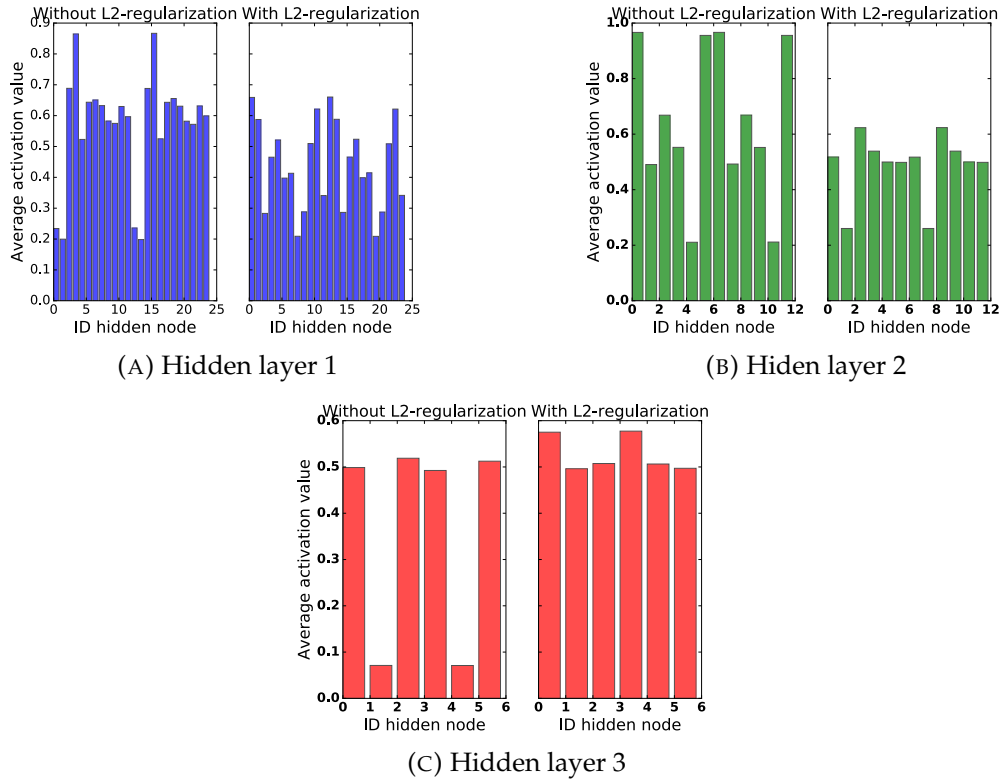 Without L2-regularization With L2-regularization
Average activation value
0.9
0.8
0.7
0.6
0.5
0.4
0.3
0.2
0.1
0.0
0 5 10 15 20 25
0 5 10 15 20 25
ID hidden node ID hidden node
(A) Hidden layer 1
Without L2-regularization With L2-regularization
Average activation value
1.0
0.8
0.6
0.4
0.2
0.0
0 2 4 6 8 10 12
0 2 4 6 8 10 12
ID hidden node ID hidden node
(B) Hiden layer 2
Without L2-regularization With L2-regularization
Average activation value
0.6
0.5
0.4
0.3
0.2
0.1
0.0
0 1 2 3 4 5 6
0 1 2 3 4 5 6
ID hidden node ID hidden node
(C) Hidden layer 3